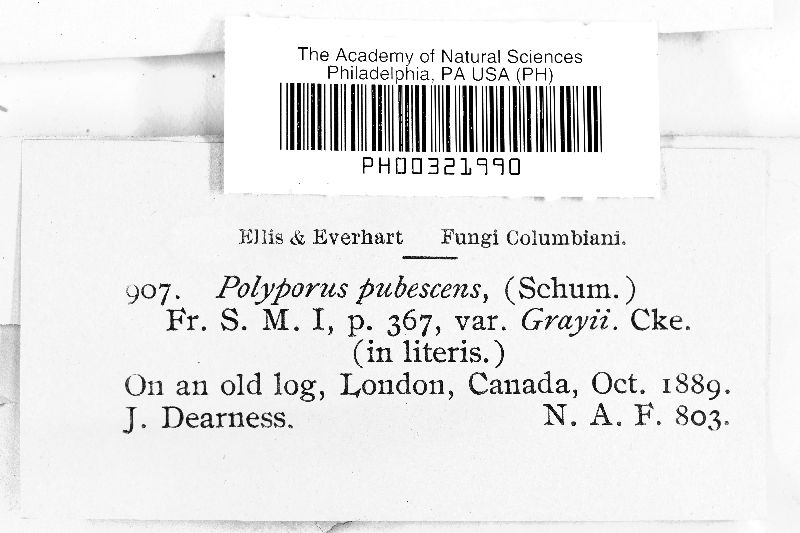 The Academy of Natural Sciences
Philadelphia, PA USA (PH)
PH00321990
Ellis & Everhart Fungi Columbiani.
907. Polyporus pubescens, (Schum.)
Fr. S. M. I, p. 367, var. Grayii. Cke.
(in literis.)
On an old log, London, Canada, Oct. 1889.
J. Dearness. N. A. F. 803.